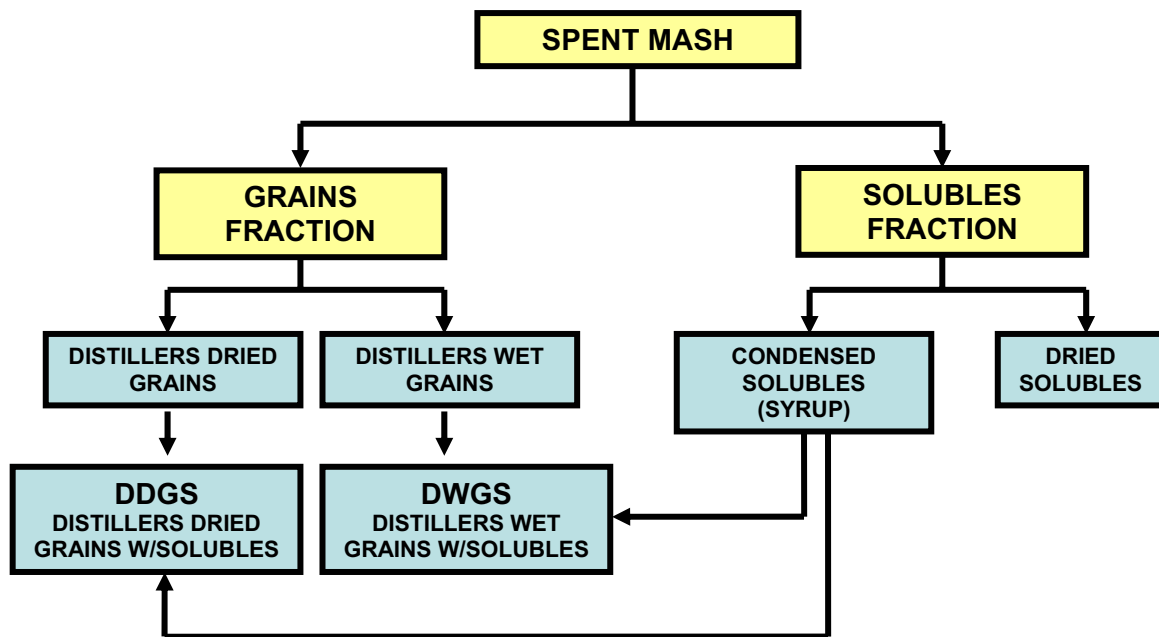 SPENT MASH
GRAINS
FRACTION
SOLUBLES
FRACTION
DISTILLERS DRIED
GRAINS
DISTILLERS WET
GRAINS
CONDENSED
SOLUBLES
(SYRUP)
DRIED
SOLUBLES
DDGS
DISTILLERS DRIED
GRAINS W/SOLUBLES
DWGS
DISTILLERS WET
GRAINS W/SOLUBLES